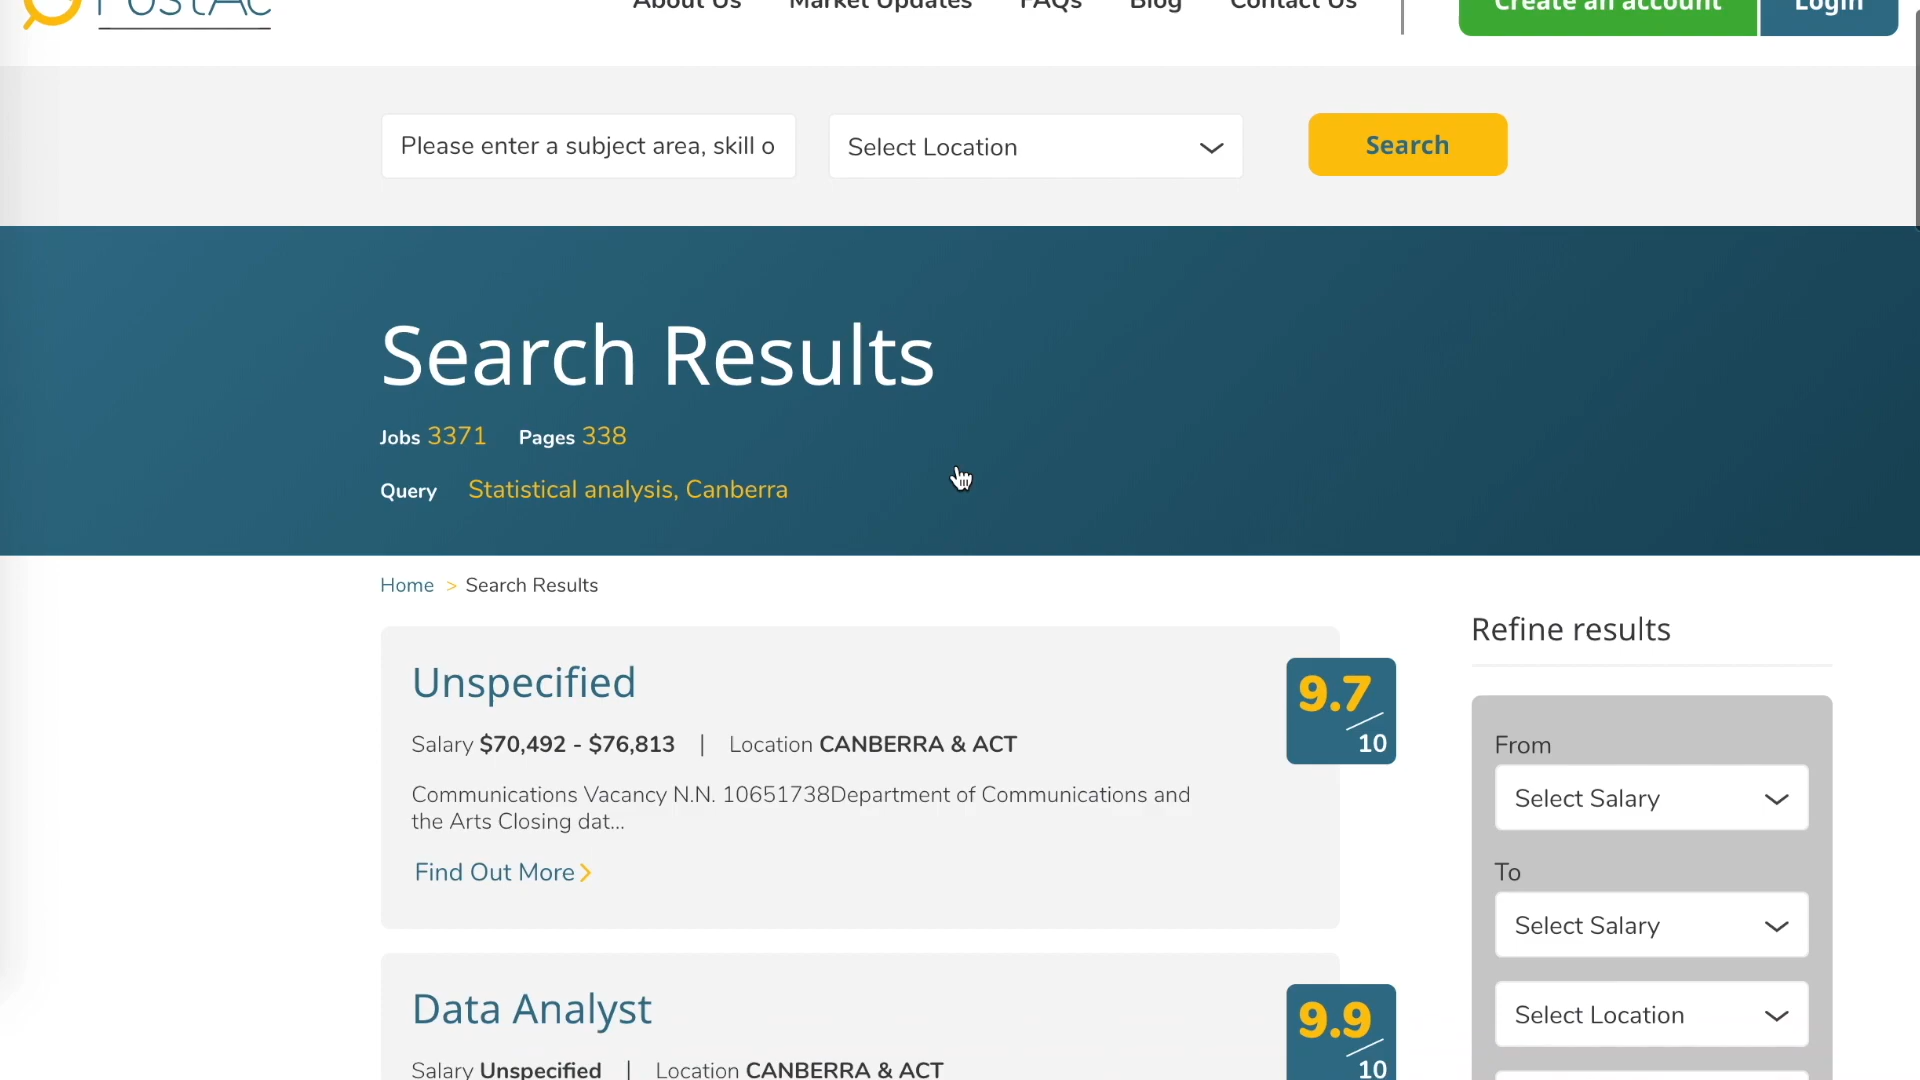 PostAc
About Us Market Updates FAQs Blog Contact Us Create an account Login
Please enter a subject area, skill o Select Location Search
Search Results
Jobs 3371 Pages 338
Query Statistical analysis, Canberra
Home > Search Results
Refine results
Unspecified
9.7
10
Salary $70,492 - $76,813 | Location CANBERRA & ACT
Communications Vacancy N.N. 10651738Department of Communications and
the Arts Closing dat...
Find Out More >
From
Select Salary
To
Select Salary
Select Location
Data Analyst
9.9
10
Salary Unspecified | Location CANBERRA & ACT